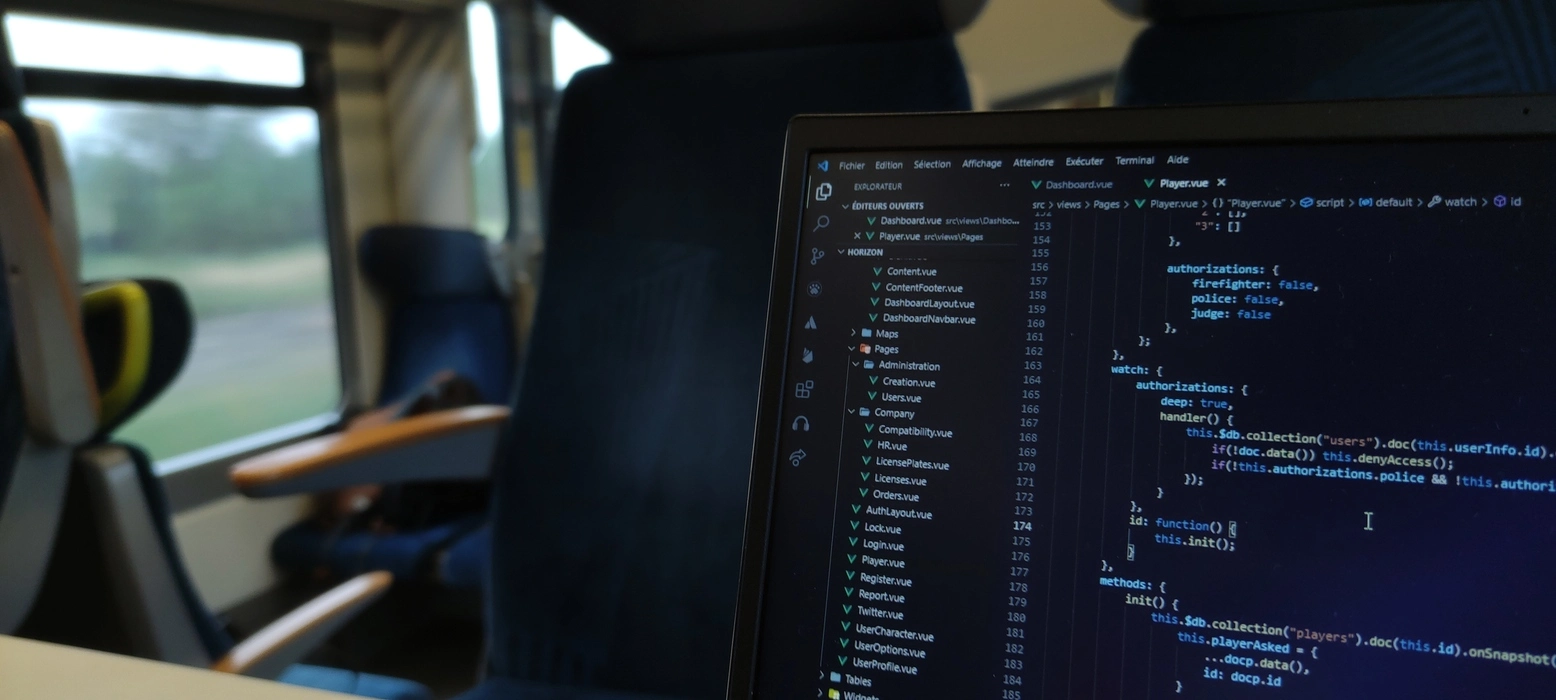 Fichier Edition Sélection Affichage Atteindre Exécuter Terminal Aide
EXPLORATEUR ...
ÉDITEURS OUVERTS
Dashboard.vue src\views\Dashbo...
Player.vue src\views\Pages
HORIZON
Content.vue
ContentFooter.vue
DashboardLayout.vue
DashboardNavbar.vue
Maps
Pages
Administration
Creation.vue
Users.vue
Company
Compatibility.vue
HR.vue
LicensePlates.vue
Licenses.vue
Orders.vue
AuthLayout.vue
Lock.vue
Login.vue
Player.vue
Register.vue
Report.vue
Twitter.vue
UserCharacter.vue
UserOptions.vue
UserProfile.vue
Tables
Widgets
Dashboard.vue Player.vue ×
src > views > Pages > Player.vue > {} "Player.vue" > script > default > watch > id
152 "2": [],
153 "3": []
154 },
155
156 authorizations: {
157 firefighter: false,
158 police: false,
159 judge: false
160 },
161 };
162 },
163 watch: {
164 authorizations: {
165 deep: true,
166 handler() {
167 this.$db.collection("users").doc(this.userInfo.id).
168 if(!doc.data()) this.denyAccess();
169 if(!this.authorizations.police && !this.authori
170 });
171 }
172 },
173 id: function() {
174 this.init();
175 }
176 },
177 methods: {
178 init() {
179 this.$db.collection("players").doc(this.id).onSnapshot(
180 this.playerAsked = {
181 ...docp.data(),
182 id: docp.id
183 }
184
185